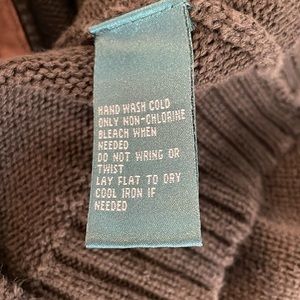 HAND WASH COLD
ONLY NON-CHLORINE
BLEACH WHEN
NEEDED
DO NOT WRING OR
TWIST
LAY FLAT TO DRY
COOL IRON IF
NEEDED